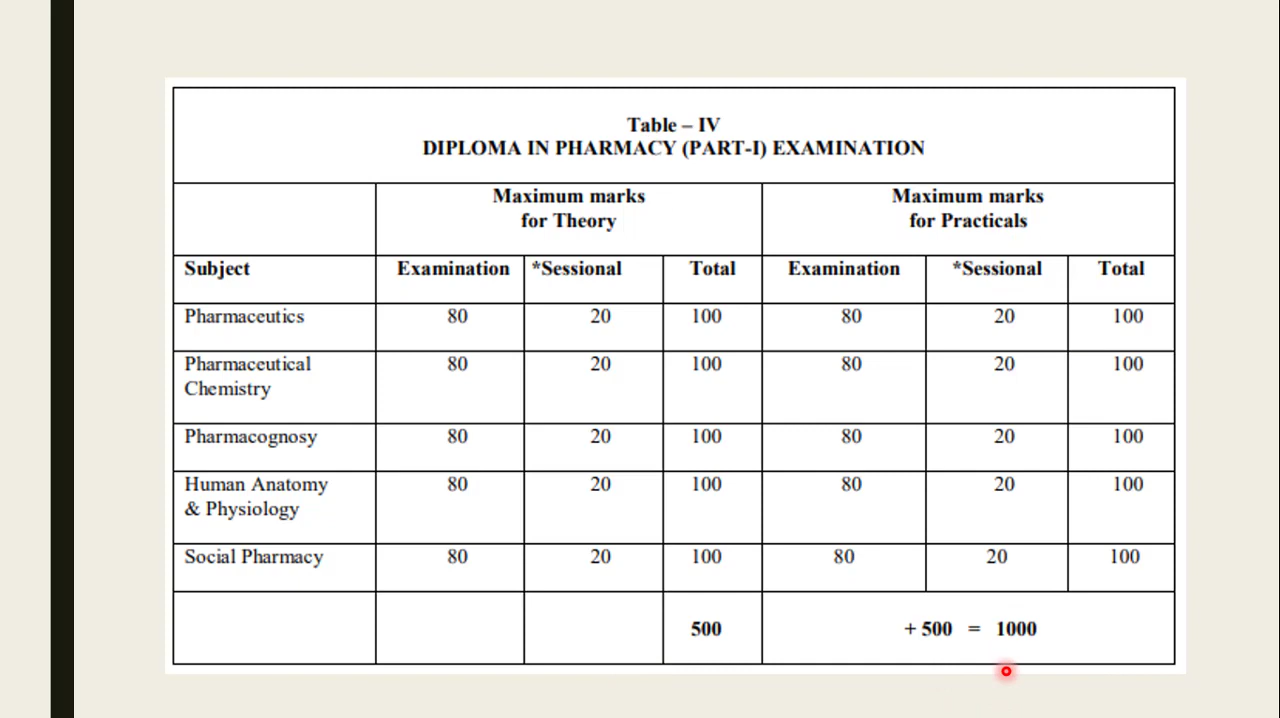 Table – IV
DIPLOMA IN PHARMACY (PART-I) EXAMINATION
Maximum marks for Theory Maximum marks for Practicals
Subject Examination *Sessional Total Examination *Sessional Total
Pharmaceutics 80 20 100 80 20 100
Pharmaceutical Chemistry 80 20 100 80 20 100
Pharmacognosy 80 20 100 80 20 100
Human Anatomy & Physiology 80 20 100 80 20 100
Social Pharmacy 80 20 100 80 20 100
500 + 500 = 1000